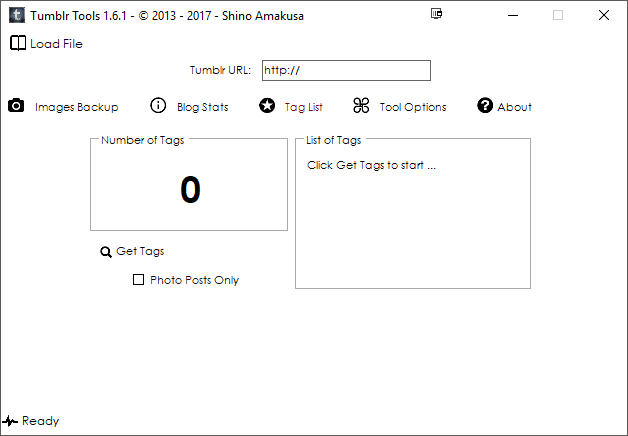 Tumblr Tools 1.6.1 - © 2013 - 2017 - Shino Amakusa
Load File
Tumblr URL: http://
Images Backup Blog Stats Tag List Tool Options About
Number of Tags
List of Tags
0
Click Get Tags to start ...
Get Tags
Photo Posts Only
Ready